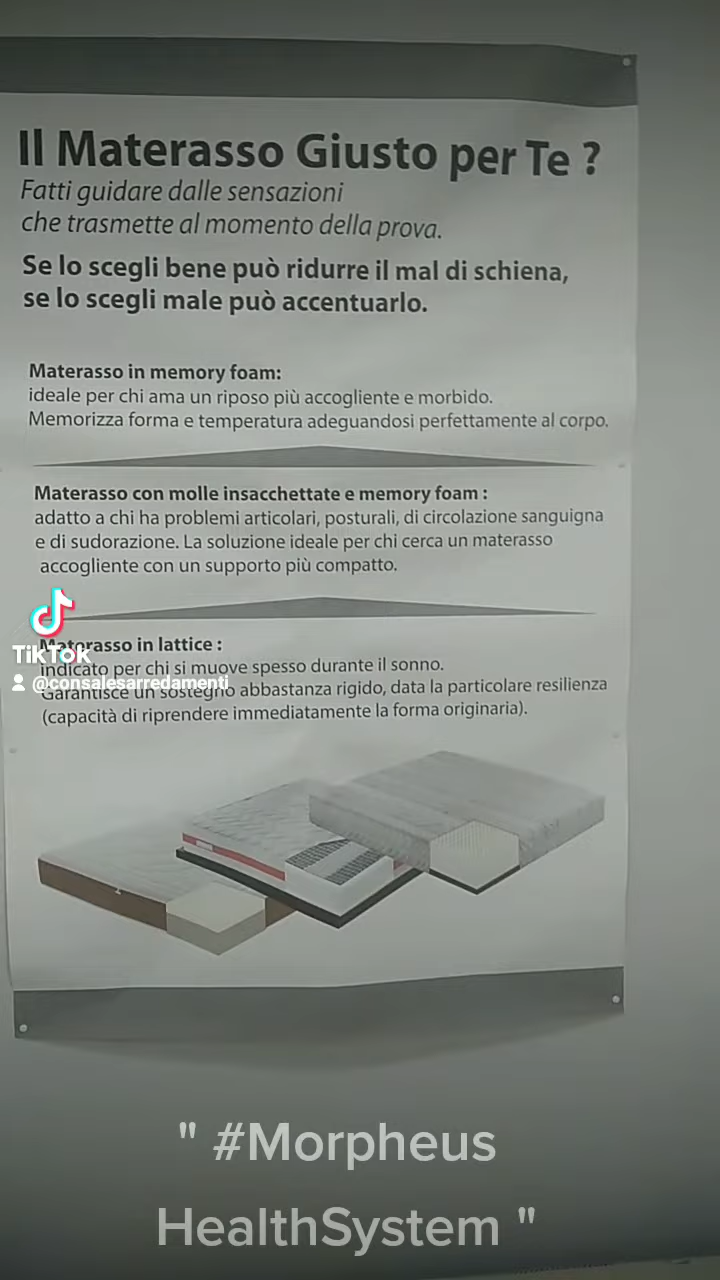 Il Materasso Giusto per Te ?
Fatti guidare dalle sensazioni
che trasmette al momento della prova.
Se lo scegli bene può ridurre il mal di schiena,
se lo scegli male può accentuarlo.
Materasso in memory foam:
ideale per chi ama un riposo più accogliente e morbido.
Memorizza forma e temperatura adeguandosi perfettamente al corpo.
Materasso con molle insacchettate e memory foam :
adatto a chi ha problemi articolari, posturali, di circolazione sanguigna
e di sudorazione. La soluzione ideale per chi cerca un materasso
accogliente con un supporto più compatto.
Materasso in lattice :
TikTok
indicato per chi si muove spesso durante il sonno.
@consalesarredamenti
Garantisce un sostegno abbastanza rigido, data la particolare resilienza
(capacità di riprendere immediatamente la forma originaria).
" #Morpheus
HealthSystem "